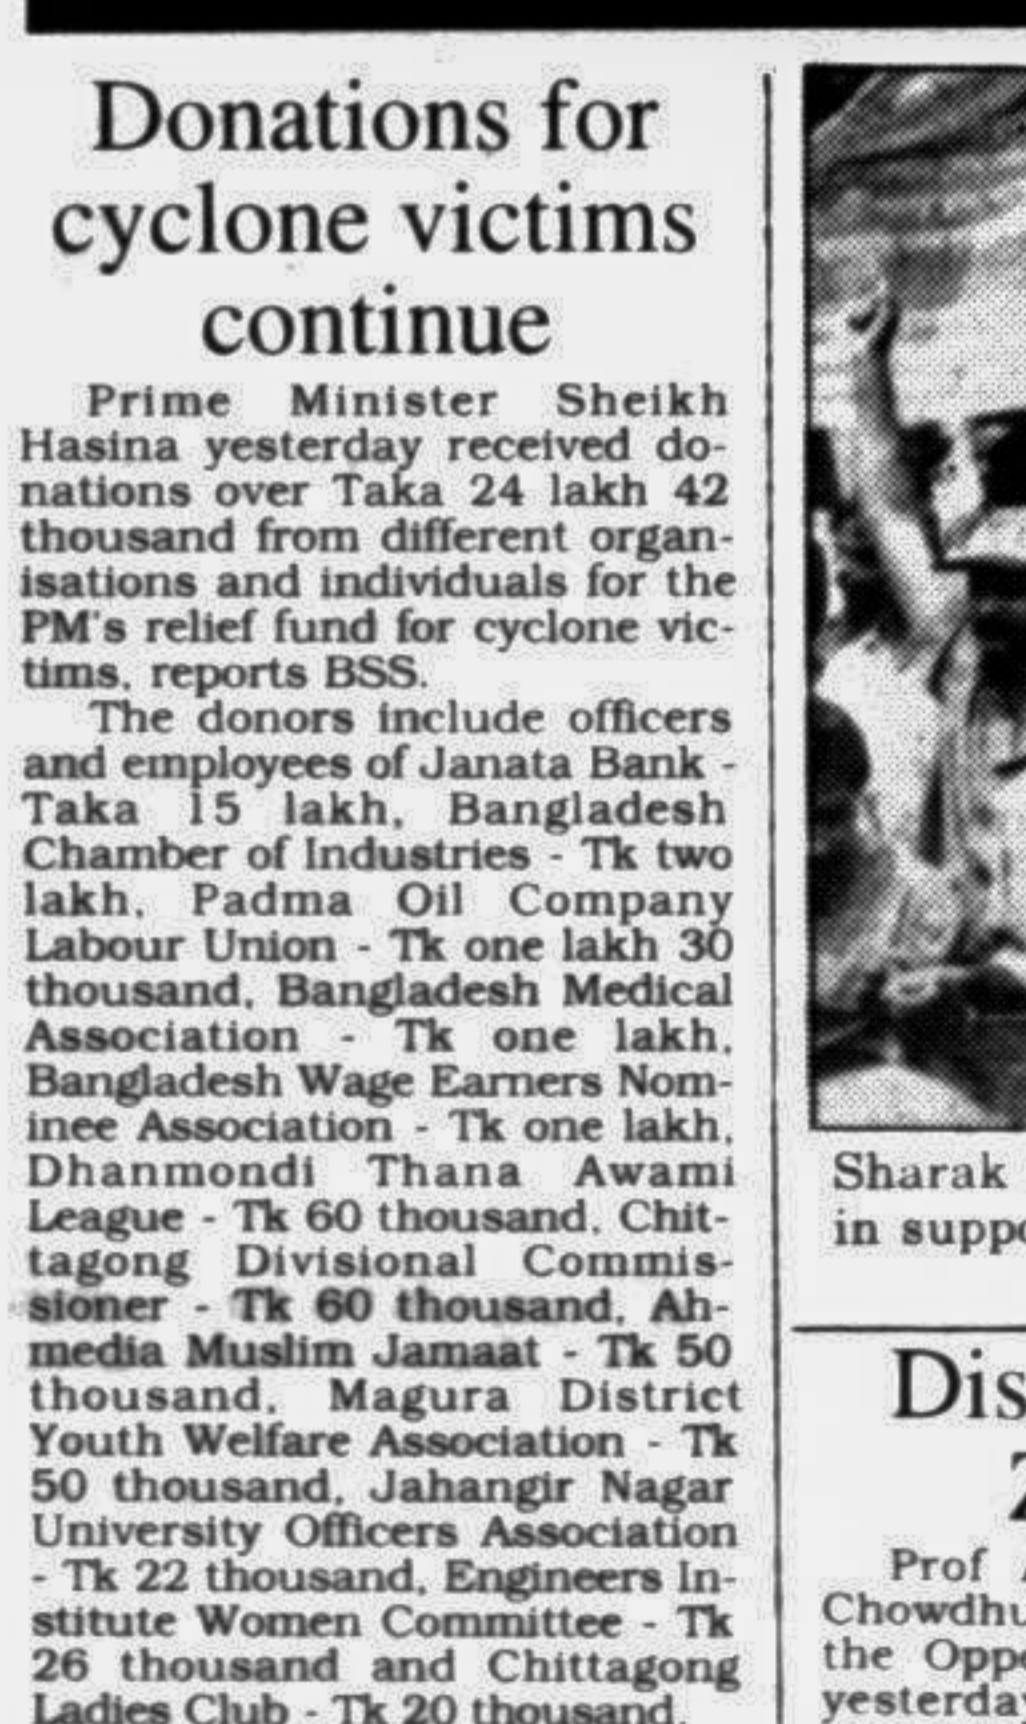 Donations for
cyclone victims
continue
Prime Minister Sheikh
Hasina yesterday received do-
nations over Taka 24 lakh 42
thousand from different organ-
isations and individuals for the
PM's relief fund for cyclone vic-
tims, reports BSS.
The donors include officers
and employees of Janata Bank -
Taka 15 lakh, Bangladesh
Chamber of Industries - Tk two
lakh, Padma Oil Company
Labour Union - Tk one lakh 30
thousand, Bangladesh Medical
Association - Tk one lakh,
Bangladesh Wage Earners Nom-
inee Association - Tk one lakh,
Dhanmondi Thana Awami
League - Tk 60 thousand, Chit-
tagong Divisional Commis-
sioner - Tk 60 thousand, Ah-
media Muslim Jamaat - Tk 50
thousand, Magura District
Youth Welfare Association - Tk
50 thousand, Jahangir Nagar
University Officers Association
- Tk 22 thousand, Engineers In-
stitute Women Committee - Tk
26 thousand and Chittagong
Ladies Club - Tk 20 thousand.
Sharak
in suppo
Dis
Prof
Chowdhu
the Oppo
yesterday